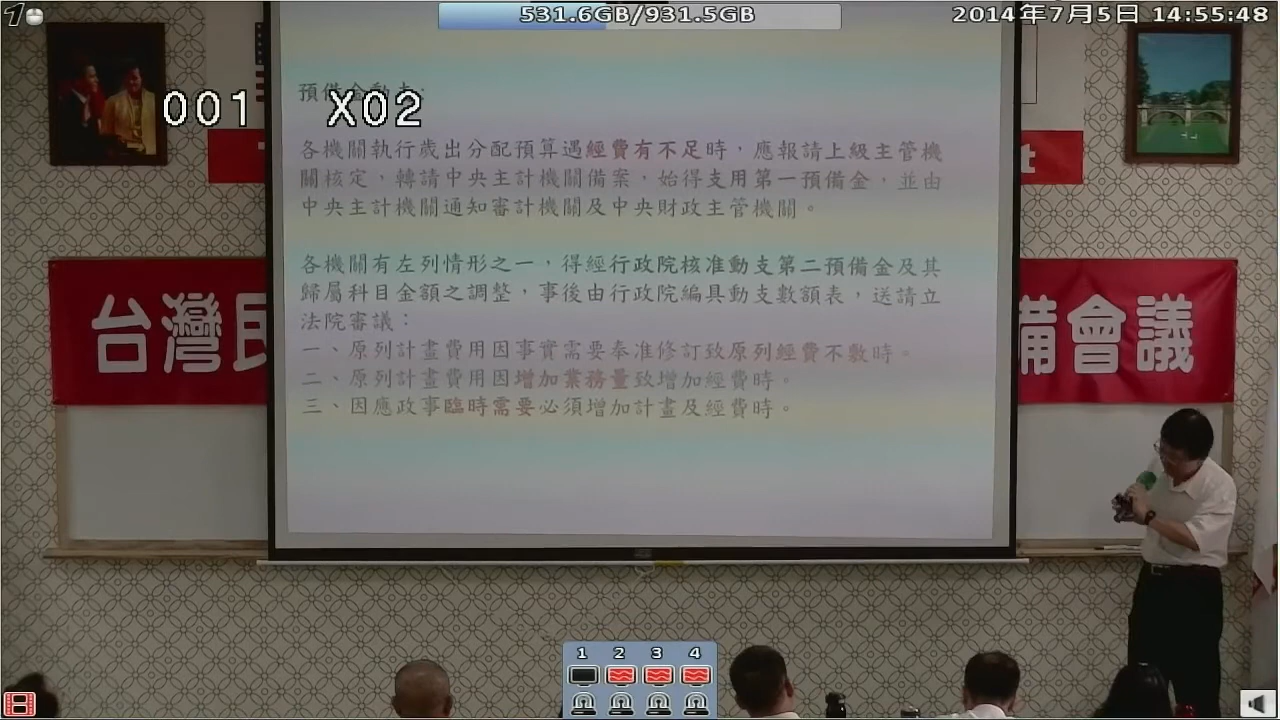 1
531.6GB/931.5GB
2014年7月5日 14:55:48
001 X02
預備金動支:
各機關執行歲出分配預算遇經費有不足時，應報請上級主管機
關核定，轉請中央主計機關備案，始得支用第一預備金，並由
中央主計機關通知審計機關及中央財政主管機關。
各機關有左列情形之一，得經行政院核准動支第二預備金及其
歸屬科目金額之調整，事後由行政院編具動支數額表，送請立
法院審議：
一、原列計畫費用因事實需要奉准修訂致原列經費不敷時。
二、原列計畫費用因增加業務量致增加經費時。
三、因應政事臨時需要必須增加計畫及經費時。
t
台灣民
備會議
1 2 3 4